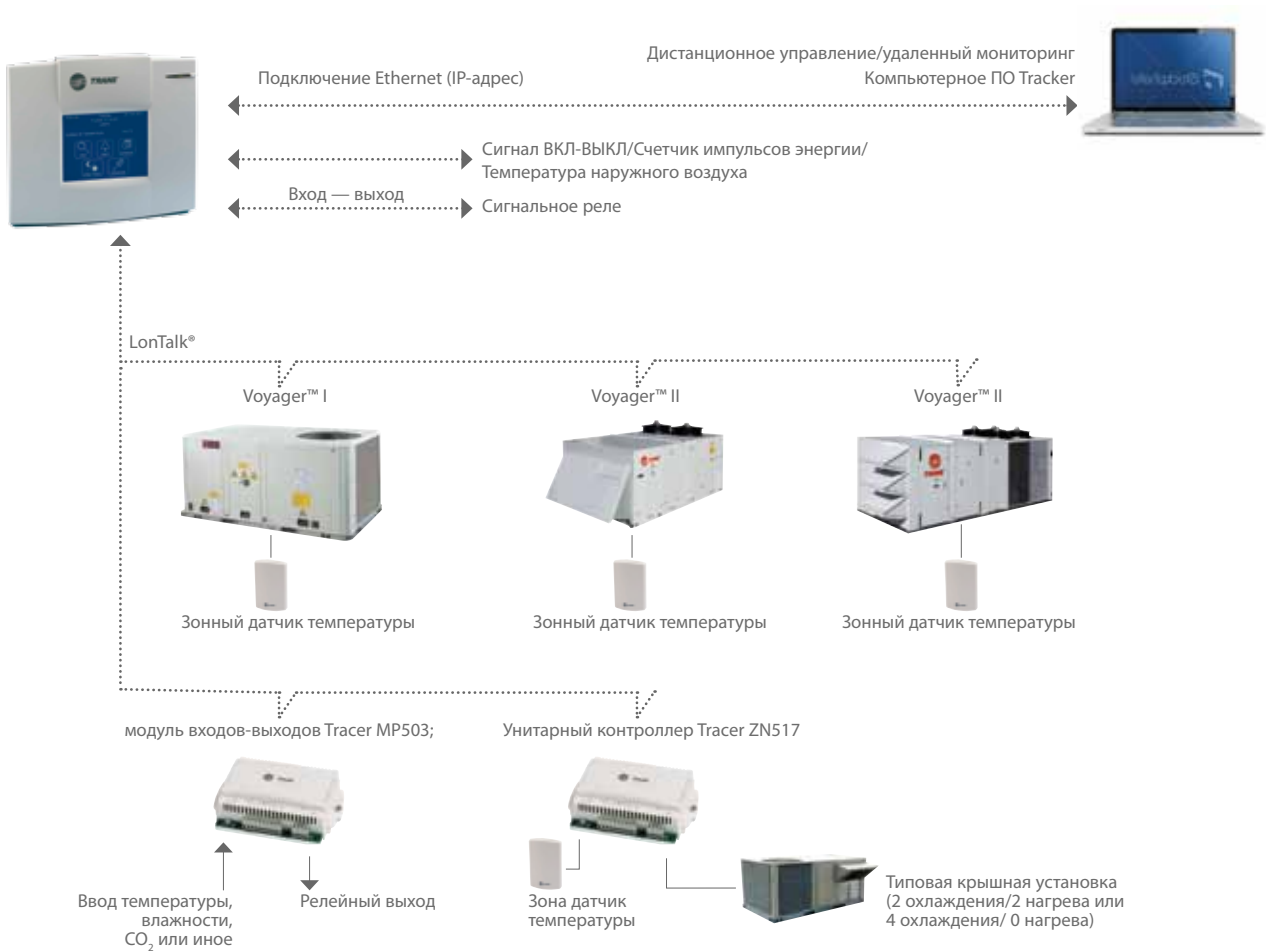 Дистанционное управление/удаленный мониторинг
Подключение Ethernet (IP-адрес)
Компьютерное ПО Tracker
TRANE
Сигнал ВКЛ-ВЫКЛ/Счетчик импульсов энергии/
Температура наружного воздуха
Вход — выход
Сигнальное реле
LonTalk®
Voyager™ I
Voyager™ II
Voyager™ II
TRANE
Зонный датчик температуры
Зонный датчик температуры
Зонный датчик температуры
модуль входов-выходов Tracer MP503;
Унитарный контроллер Tracer ZN517
Ввод температуры,
влажности,
CO₂ или иное
Релейный выход
Зона датчик
температуры
Типовая крышная установка
(2 охлаждения/2 нагрева или
4 охлаждения/ 0 нагрева)